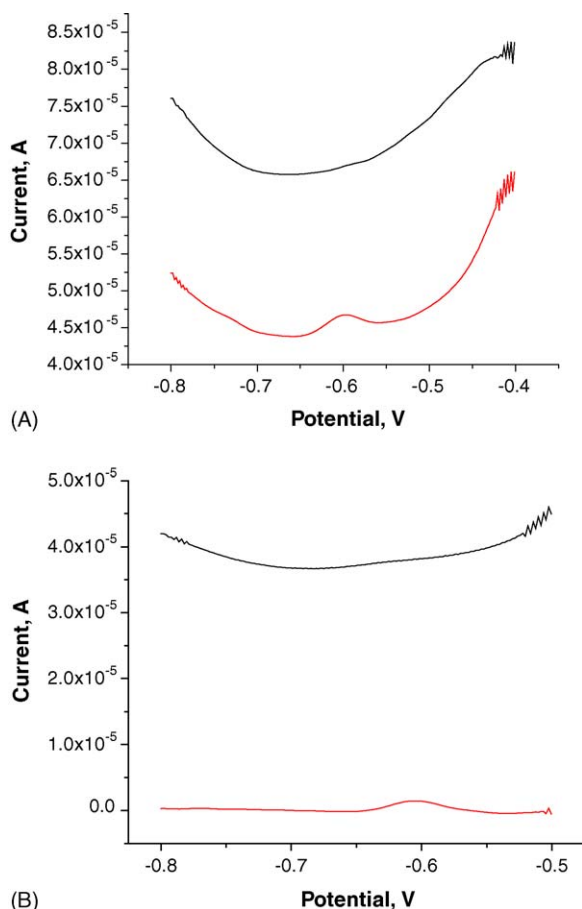 8.5x10⁻⁵
8.0x10⁻⁵
7.5x10⁻⁵
7.0x10⁻⁵
6.5x10⁻⁵
6.0x10⁻⁵
5.5x10⁻⁵
5.0x10⁻⁵
4.5x10⁻⁵
4.0x10⁻⁵
Current, A
-0.8 -0.7 -0.6 -0.5 -0.4
Potential, V
(A)
5.0x10⁻⁵
4.0x10⁻⁵
3.0x10⁻⁵
2.0x10⁻⁵
1.0x10⁻⁵
0.0
Current, A
-0.8 -0.7 -0.6 -0.5
Potential, V
(B)